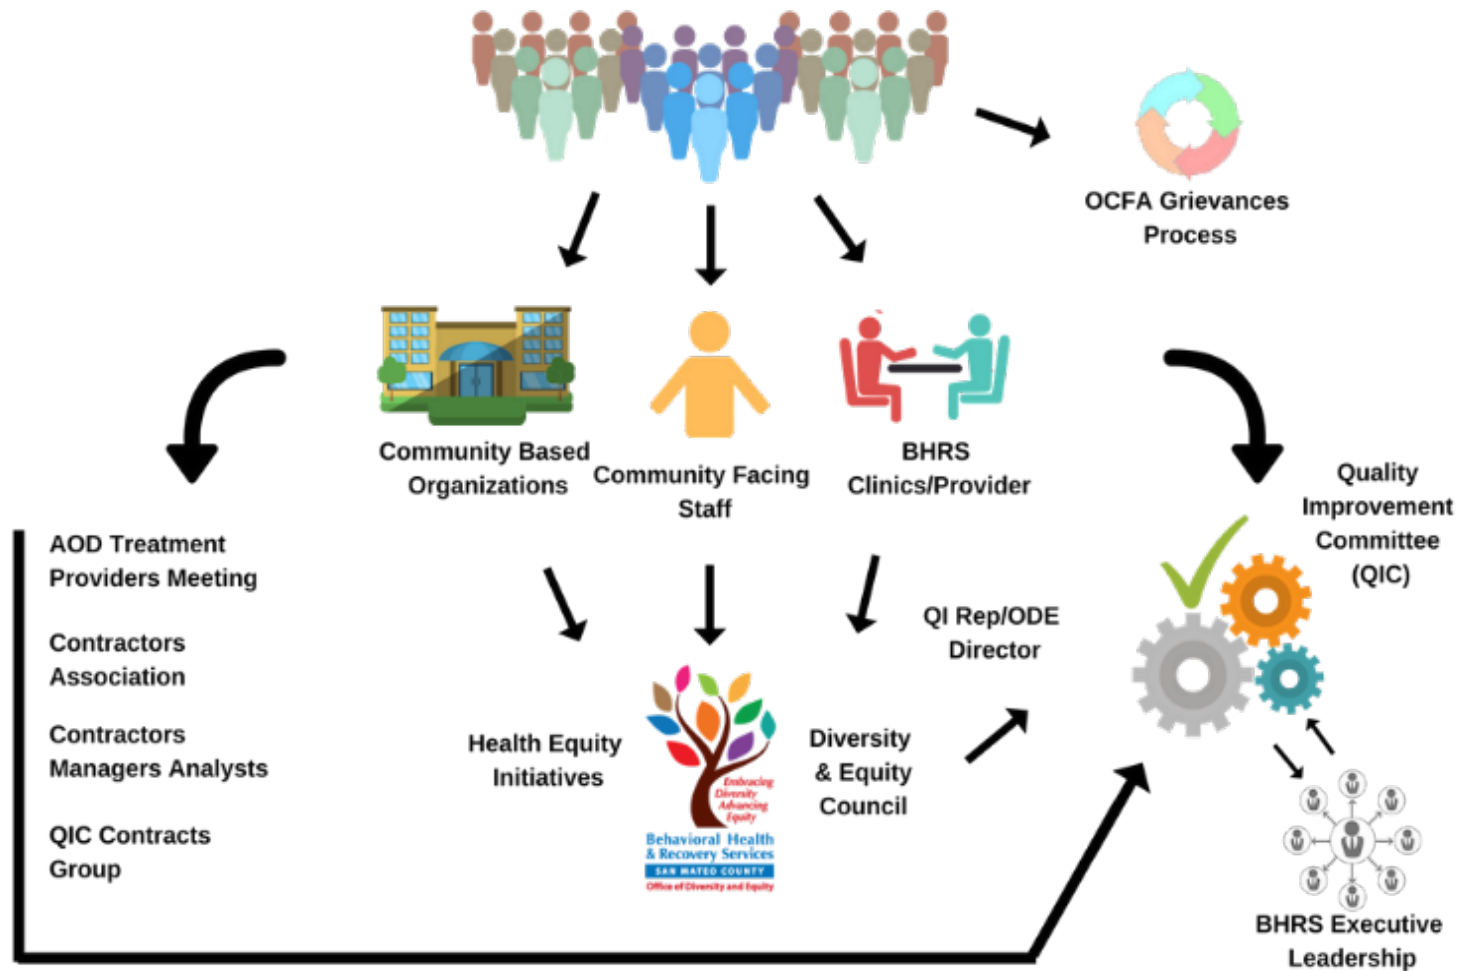 OCFA Grievances
Process
Community Based
Organizations
Community Facing
Staff
BHRS
Clinics/Provider
Quality
Improvement
Committee
(QIC)
AOD Treatment
Providers Meeting
Contractors
Association
Contractors
Managers Analysts
QIC Contracts
Group
Health Equity
Initiatives
Embracing
Diversity
Advancing
Equity
Behavioral Health
& Recovery Services
SAN MATEO COUNTY
Office of Diversity and Equity
Diversity
& Equity
Council
QI Rep/ODE
Director
BHRS Executive
Leadership